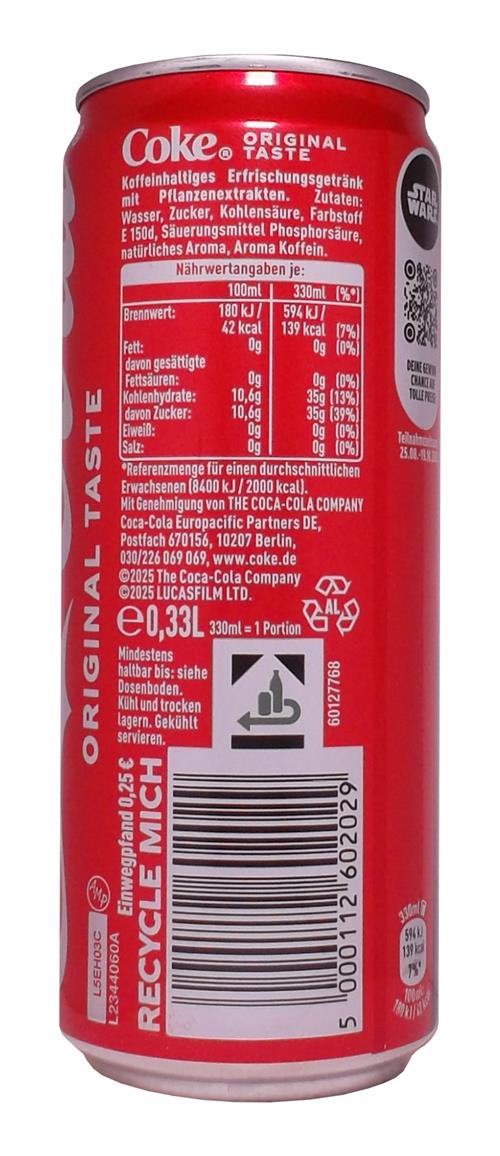 Coke® ORIGINAL TASTE
Koffeinhaltiges Erfrischungsgetränk
mit Pflanzenextrakten. Zutaten:
Wasser, Zucker, Kohlensäure, Farbstoff
E 150d, Säuerungsmittel Phosphorsäure,
natürliches Aroma, Aroma Koffein.
Nährwertangaben je:
100ml 330ml (%*)
Brennwert: 180 kJ / 594 kJ /
42 kcal 139 kcal (7%)
Fett: 0g 0g (0%)
davon gesättigte
Fettsäuren: 0g 0g (0%)
Kohlenhydrate: 10,6g 35g (13%)
davon Zucker: 10,6g 35g (39%)
Eiweiß: 0g 0g (0%)
Salz: 0g 0g (0%)
*Referenzmenge für einen durchschnittlichen
Erwachsenen (8400 kJ / 2000 kcal).
Mit Genehmigung von THE COCA-COLA COMPANY
Coca-Cola Europacific Partners DE,
Postfach 670156, 10207 Berlin,
030/226 069 069, www.coke.de
©2025 The Coca-Cola Company
©2025 LUCASFILM LTD.
℮0,33L 330ml = 1 Portion
AL
Mindestens
haltbar bis: siehe
Dosenboden.
Kühl und trocken
lagern. Gekühlt
servieren.
60127768
Einwegpfand 0,25 €
RECYCLE MICH
5 000112 602029
ORIGINAL TASTE
AMP
L5EH03C
L2344060A
STAR
WARS
DEINE
CHANCE AUF
TOLLE
25.08.-19.10.
330ml
594 kJ
139 kcal
7%*
100ml: